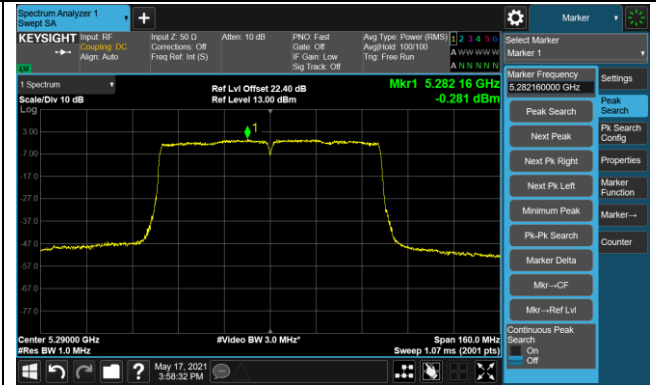 Spectrum Analyzer 1
Swept SA
Marker
KEYSIGHT
Input: RF
Coupling: DC
Align: Auto
Input Z: 50 Ω
Corrections: Off
Freq Ref: Int (S)
Atten: 10 dB
PNO: Fast
Gate: Off
IF Gain: Low
Sig Track: Off
Avg Type: Power (RMS)
Avg|Hold: 100/100
Trig: Free Run
1 2 3 4 5 6
A W W W W W
A N N N N N
Select Marker
Marker 1
1 Spectrum
Scale/Div 10 dB
Log
Ref Lvl Offset 22.40 dB
Ref Level 13.00 dBm
Mkr1 5.282 16 GHz
-0.281 dBm
1
3.00
-7.00
-17.0
-27.0
-37.0
-47.0
-57.0
-67.0
-77.0
Center 5.29000 GHz
#Res BW 1.0 MHz
#Video BW 3.0 MHz*
Span 160.0 MHz
Sweep 1.07 ms (2001 pts)
Marker Frequency
5.282160000 GHz
Peak Search
Next Peak
Next Pk Right
Next Pk Left
Minimum Peak
Pk-Pk Search
Marker Delta
Mkr→CF
Mkr→Ref Lvl
Continuous Peak
Search
On
Off
Settings
Peak
Search
Pk Search
Config
Properties
Marker
Function
Marker→
Counter
May 17, 2021
3:58:32 PM